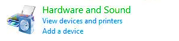 Hardware and Sound
View devices and printers
Add a device